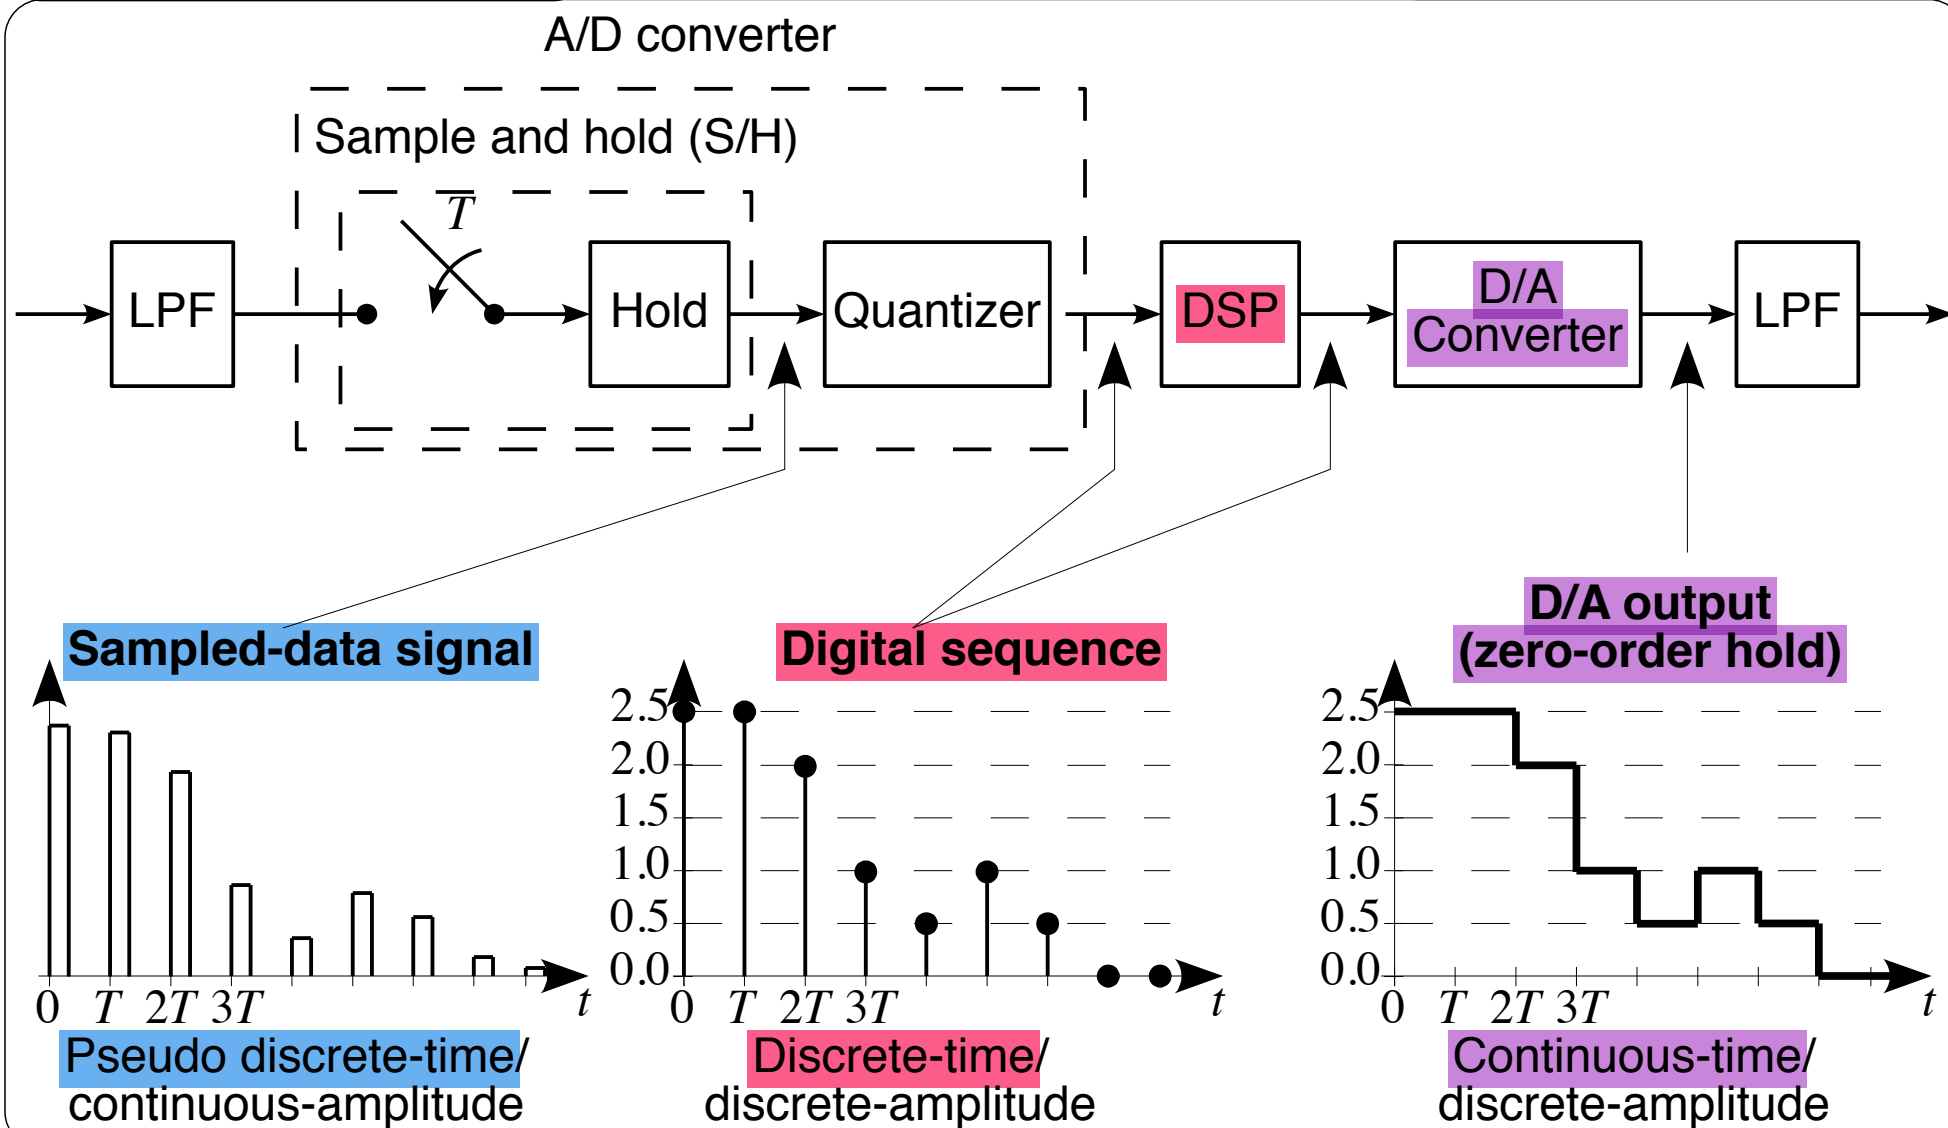 A/D converter
Sample and hold (S/H)
T
LPF
Hold
Quantizer
DSP
D/A
Converter
LPF
Sampled-data signal
0 T 2T 3T t
Pseudo discrete-time/
continuous-amplitude
Digital sequence
2.5
2.0
1.5
1.0
0.5
0.0
0 T 2T 3T t
Discrete-time/
discrete-amplitude
D/A output
(zero-order hold)
2.5
2.0
1.5
1.0
0.5
0.0
0 T 2T 3T t
Continuous-time/
discrete-amplitude